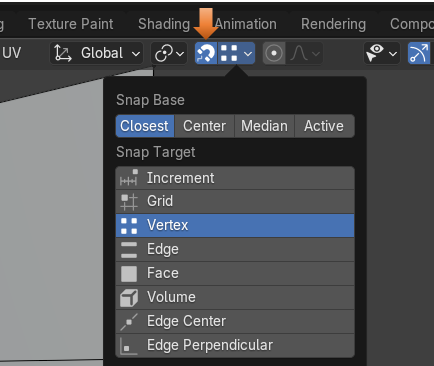 g Texture Paint Shading Animation Rendering Compo
UV Global
Snap Base
Closest Center Median Active
Snap Target
Increment
Grid
Vertex
Edge
Face
Volume
Edge Center
Edge Perpendicular